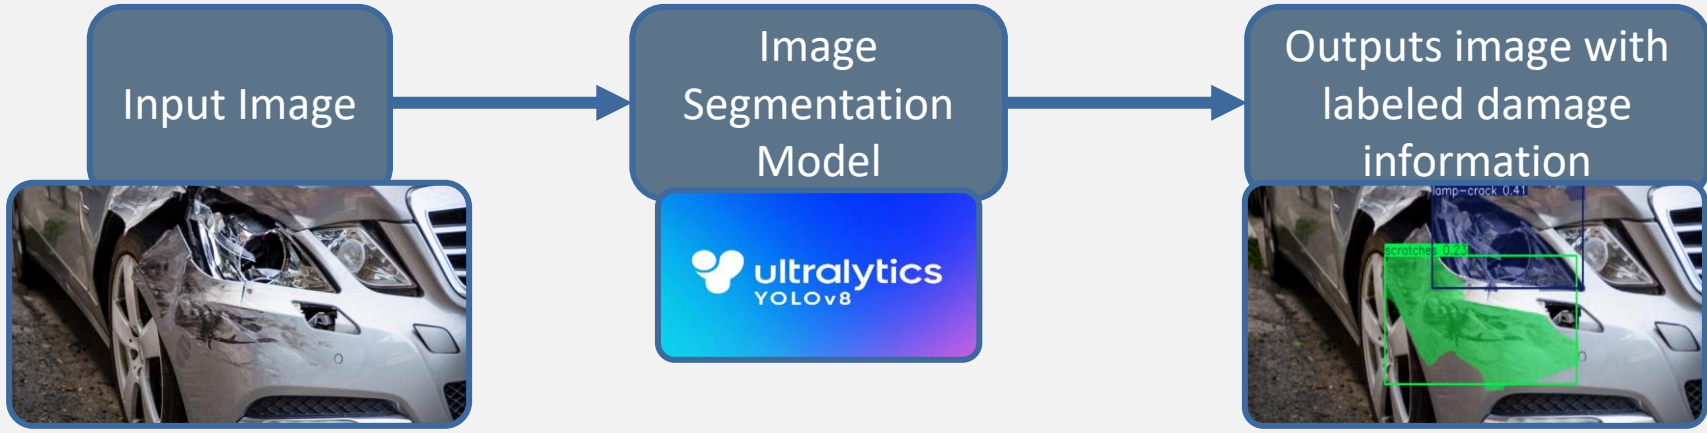 Input Image
Image
Segmentation
Model
Outputs image with
labeled damage
information
ultralytics
YOLOv8
lamp-crack 0.41
scratches 0.23